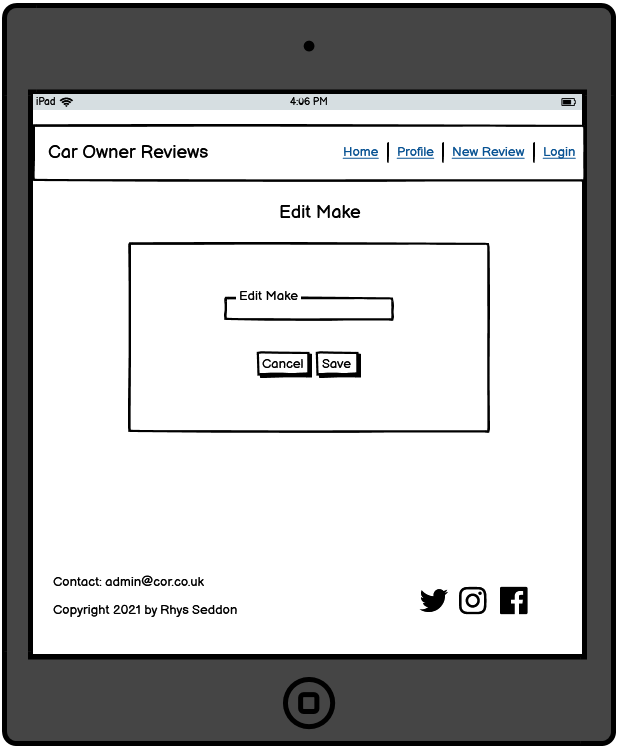 iPad 4:06 PM
Car Owner Reviews Home Profile New Review Login
Edit Make
Edit Make
Cancel Save
Contact: admin@cor.co.uk
Copyright 2021 by Rhys Seddon